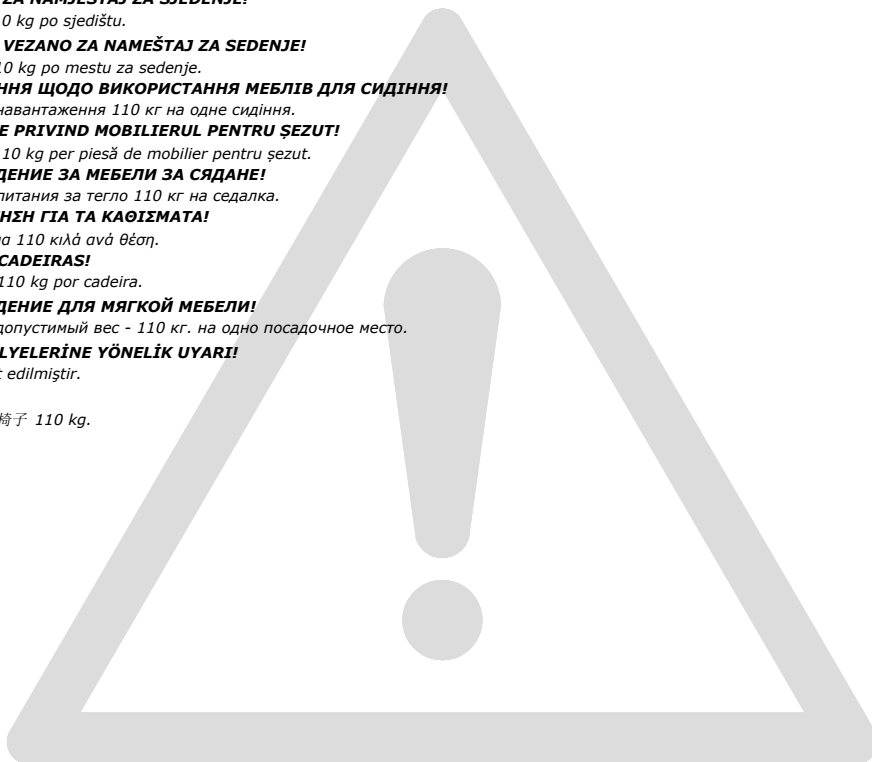 ZA NAMJEŠTAJ ZA SJEDENJE!
0 kg po sjedištu.
VEZANO ZA NAMEŠTAJ ZA SEDENJE!
10 kg po mestu za sedenje.
ННЯ ЩОДО ВИКОРИСТАННЯ МЕБЛІВ ДЛЯ СИДІННЯ!
навантаження 110 кг на одне сидіння.
E PRIVIND MOBILIERUL PENTRU ȘEZUT!
10 kg per piesă de mobilier pentru șezut.
ДЕНИЕ ЗА МЕБЕЛИ ЗА СЯДАНЕ!
питания за тегло 110 кг на седалка.
ΗΣΗ ΓΙΑ ΤΑ ΚΑΘΙΣΜΑΤΑ!
α 110 κιλά ανά θέση.
CADEIRAS!
110 kg por cadeira.
ДЕНИЕ ДЛЯ МЯГКОЙ МЕБЕЛИ!
допустимый вес - 110 кг. на одно посадочное место.
LYELERİNE YÖNELİK UYARI!
t edilmiştir.
椅子 110 kg.